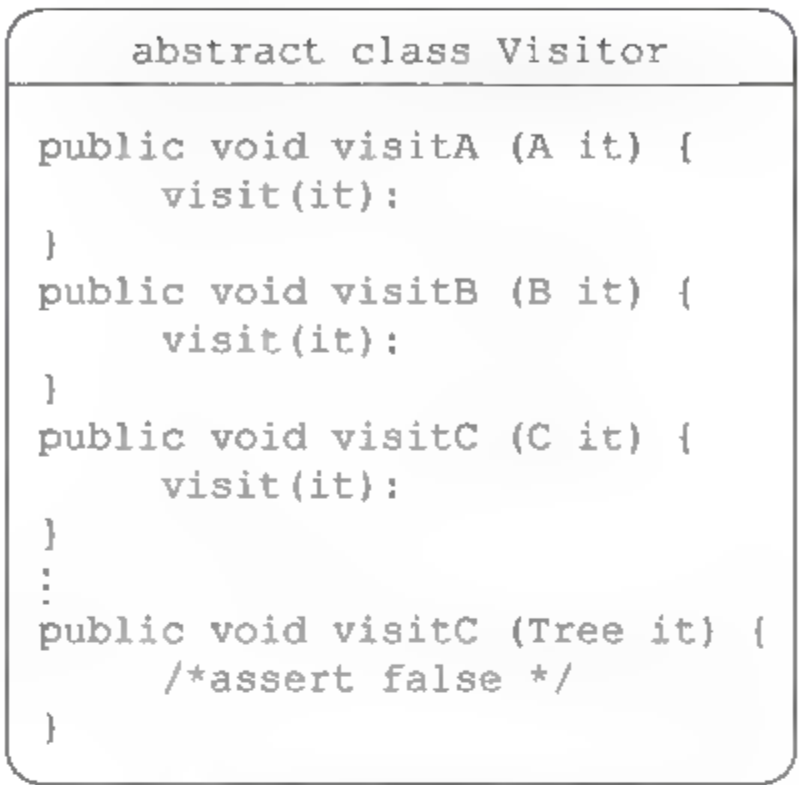 abstract class Visitor
public void visitA (A it) {
visit(it):
}
public void visitB (B it) {
visit(it):
}
public void visitC (C it) {
visit(it):
}
⋮
public void visitC (Tree it) {
/*assert false */
}